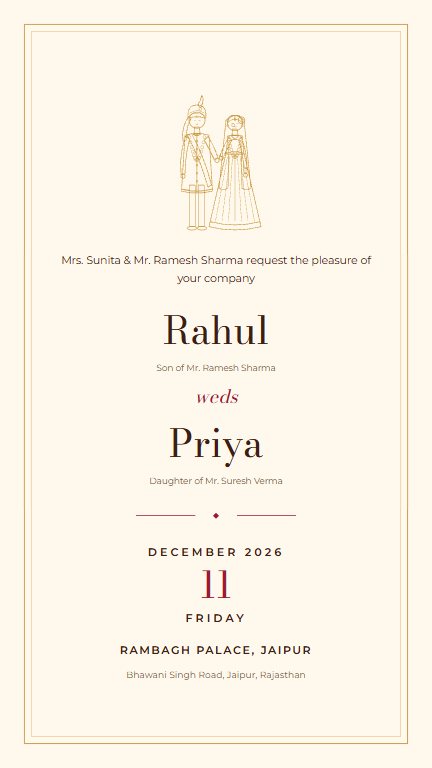 Mrs. Sunita & Mr. Ramesh Sharma request the pleasure of
your company
Rahul
Son of Mr. Ramesh Sharma
weds
Priya
Daughter of Mr. Suresh Verma
DECEMBER 2026
11
FRIDAY
RAMBAGH PALACE, JAIPUR
Bhawani Singh Road, Jaipur, Rajasthan